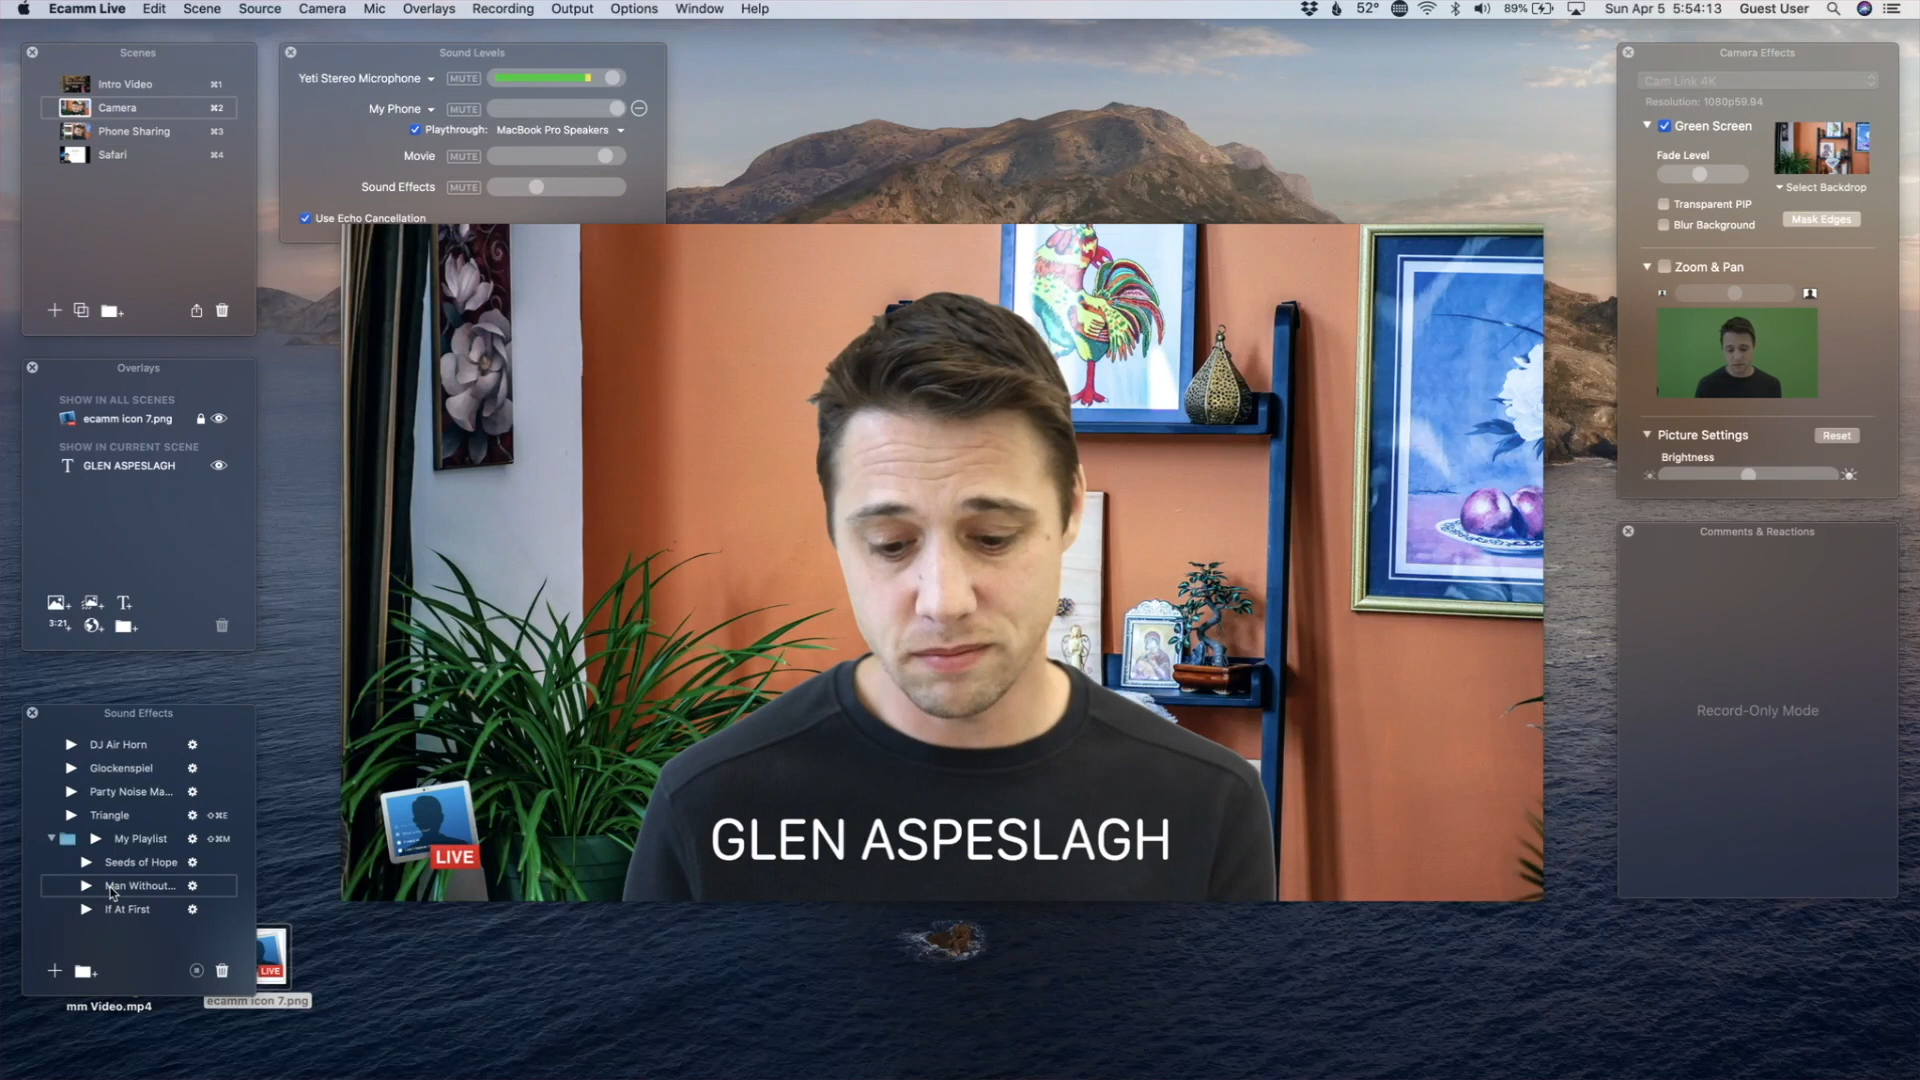 Ecamm Live Edit Scene Source Camera Mic Overlays Recording Output Options Window Help
52° 89% Sun Apr 5 5:54:13 Guest User
Scenes
Intro Video ⌘1
Camera ⌘2
Phone Sharing ⌘3
Safari ⌘4
Sound Levels
Yeti Stereo Microphone MUTE
My Phone MUTE
Playthrough: MacBook Pro Speakers
Movie MUTE
Sound Effects MUTE
Use Echo Cancellation
Camera Effects
Cam Link 4K
Resolution: 1080p59.94
Green Screen
Fade Level
Select Backdrop
Transparent PIP
Mask Edges
Blur Background
Zoom & Pan
Picture Settings Reset
Brightness
Overlays
SHOW IN ALL SCENES
ecamm icon 7.png
SHOW IN CURRENT SCENE
T GLEN ASPESLAGH
T+
3:21+
Comments & Reactions
Record-Only Mode
Sound Effects
DJ Air Horn
Glockenspiel
Party Noise Ma...
Triangle ⇧⌘E
My Playlist ⇧⌘M
Seeds of Hope
Man Without...
If At First
LIVE
GLEN ASPESLAGH
LIVE
mm Video.mp4
ecamm icon 7.png